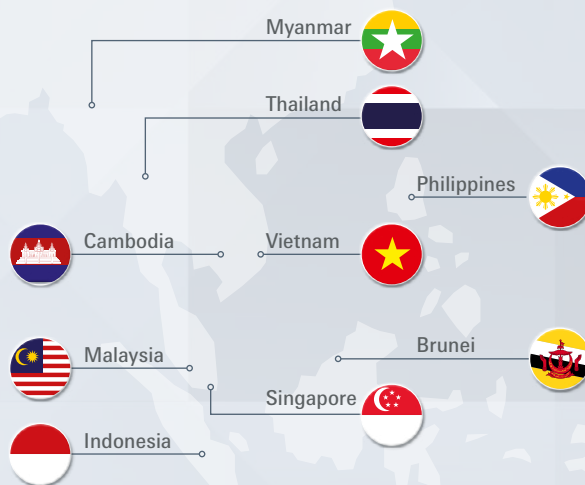 Myanmar
Thailand
Philippines
Cambodia
Vietnam
Brunei
Malaysia
Singapore
Indonesia